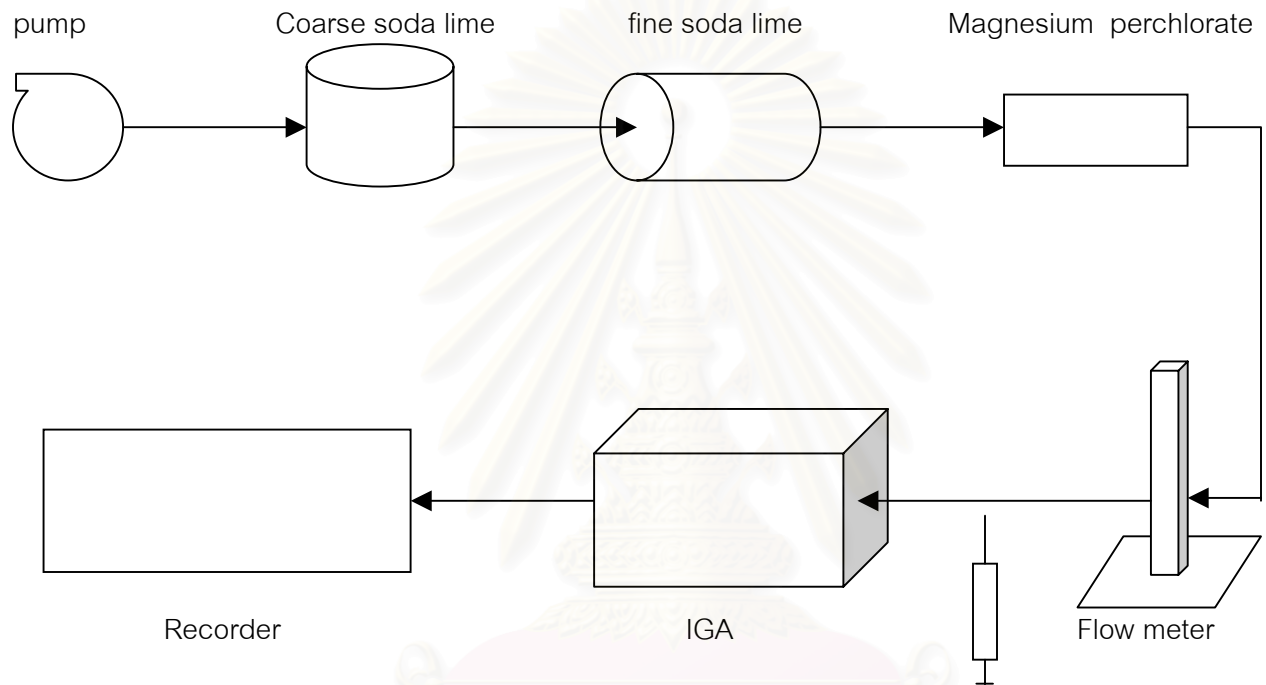 pump
Coarse soda lime
fine soda lime
Magnesium perchlorate
Recorder
IGA
Flow meter